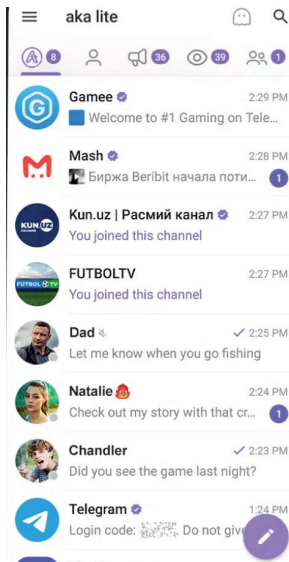 aka lite
8
36
39
1
Gamee
2:29 PM
Welcome to #1 Gaming on Tele...
Mash
2:28 PM
Биржа Beribit начала поти...
1
KUN.UZ
Kun.uz | Расмий канал
2:27 PM
You joined this channel
FUTBOL TV
FUTBOLTV
2:27 PM
You joined this channel
Dad
2:25 PM
Let me know when you go fishing
Natalie
2:24 PM
Check out my story with that cr...
1
Chandler
2:23 PM
Did you see the game last night?
Telegram
1:24 PM
Login code: Do not give